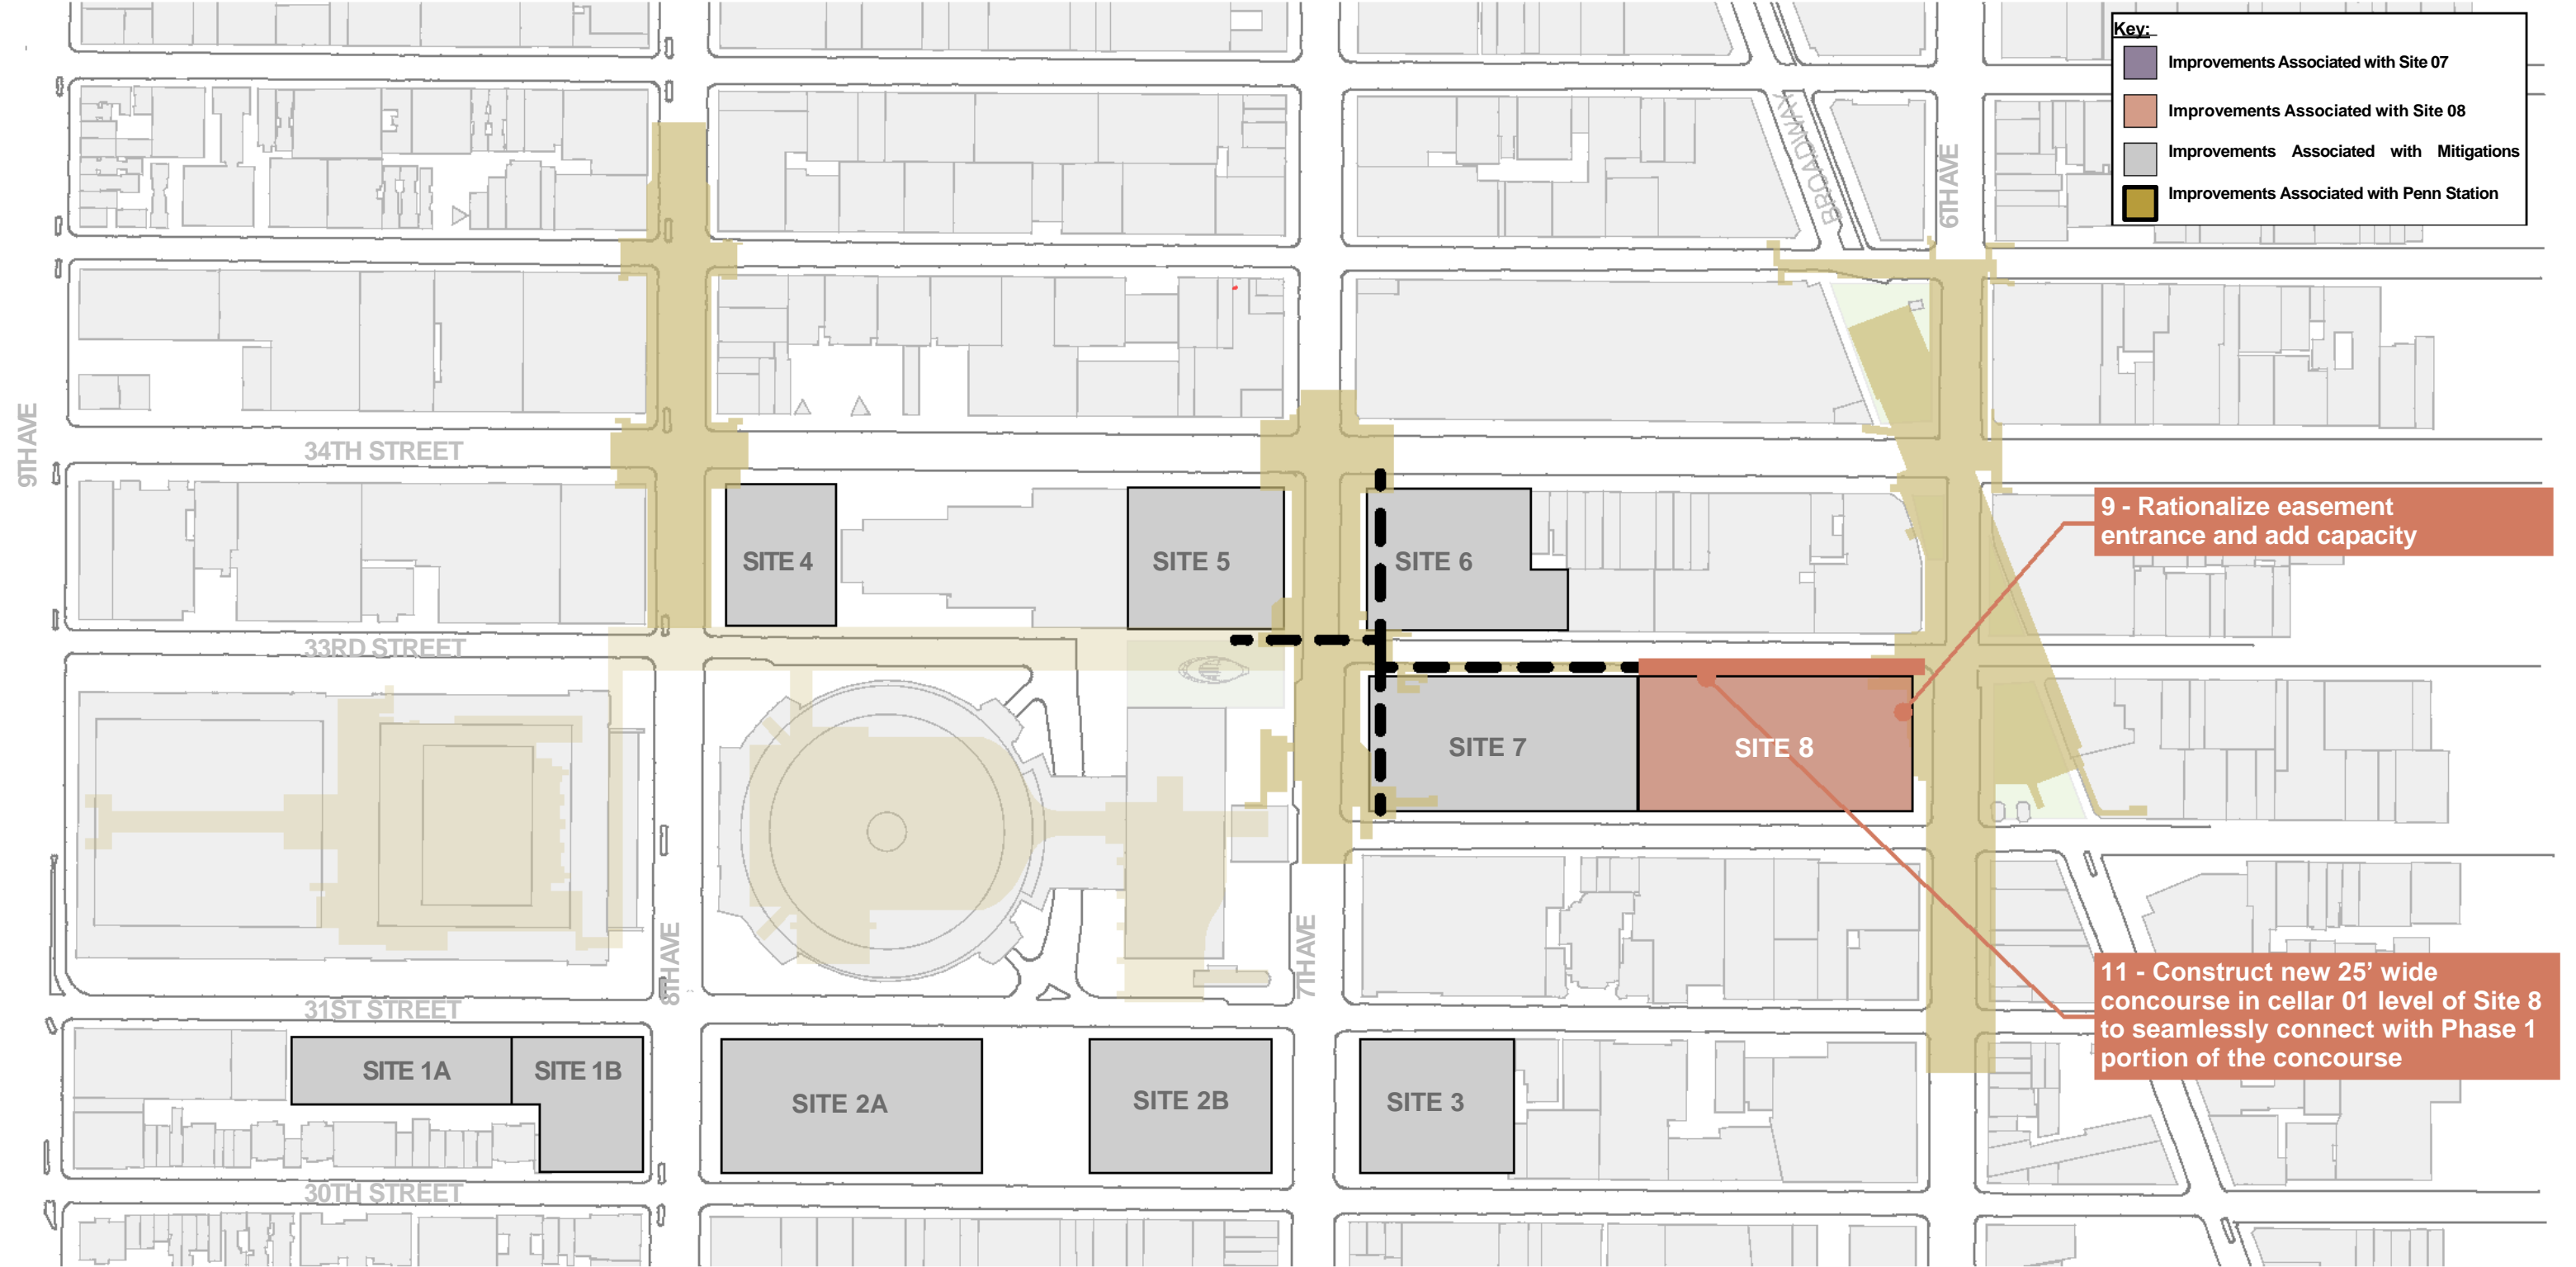 Key:
Improvements Associated with Site 07
Improvements Associated with Site 08
Improvements Associated with Mitigations
Improvements Associated with Penn Station
BROADWAY
6TH AVE
9TH AVE
34TH STREET
SITE 4
SITE 5
SITE 6
9 - Rationalize easement
entrance and add capacity
33RD STREET
SITE 7
SITE 8
8TH AVE
7TH AVE
31ST STREET
11 - Construct new 25’ wide
concourse in cellar 01 level of Site 8
to seamlessly connect with Phase 1
portion of the concourse
SITE 1A
SITE 1B
SITE 2A
SITE 2B
SITE 3
30TH STREET